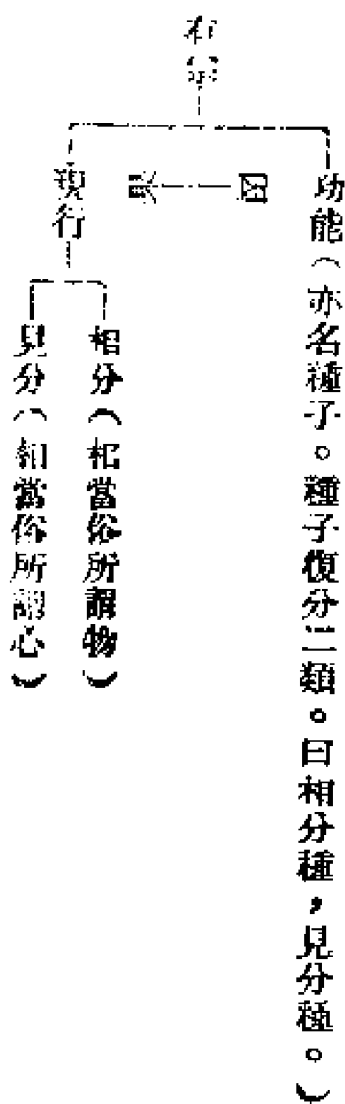 有宗
功能（亦名種子。種子復分二類。曰相分種，見分種。）
因
果
現行
相分（相當俗所謂物）
見分（相當俗所謂心）